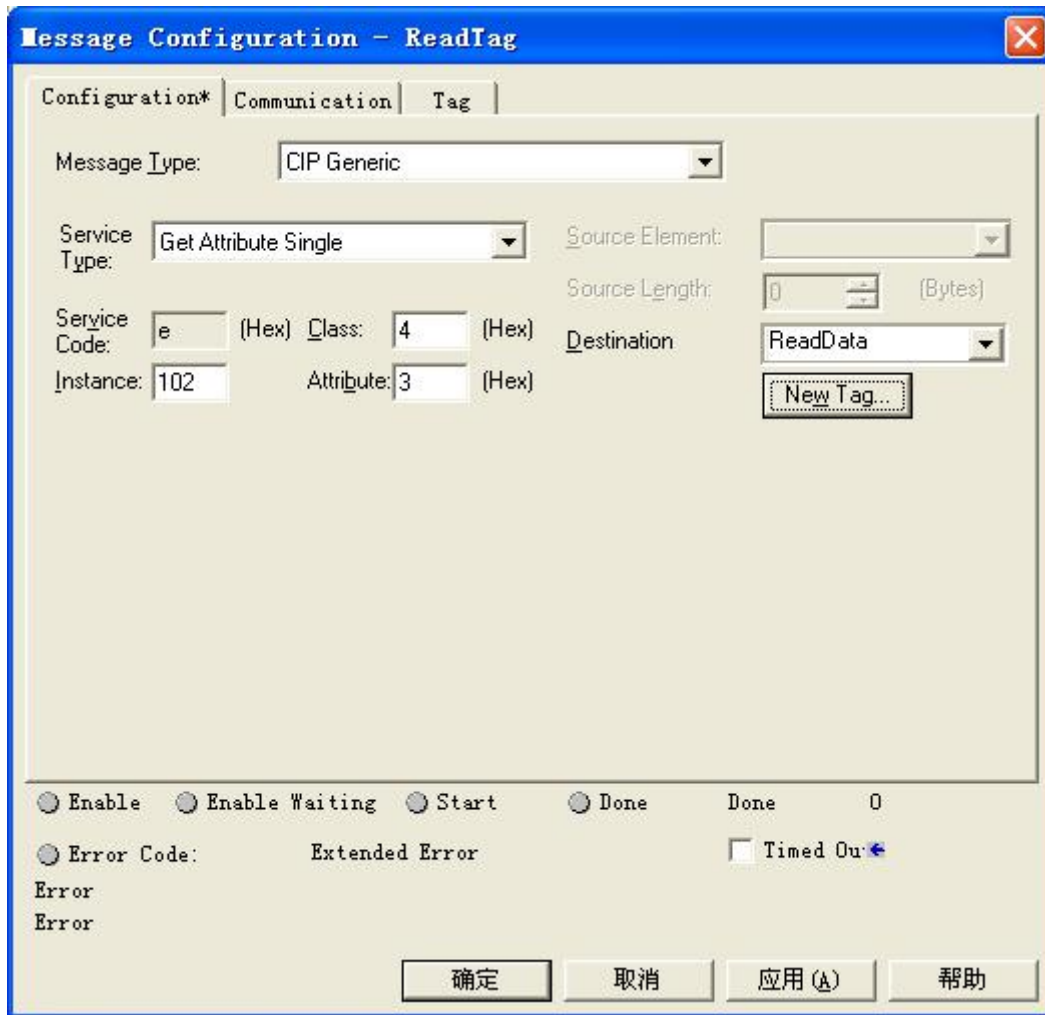 Message Configuration - ReadTag
Configuration* Communication Tag
Message Type: CIP Generic
Service Type: Get Attribute Single
Source Element:
Source Length: 0 (Bytes)
Service Code: e (Hex) Class: 4 (Hex)
Destination ReadData
Instance: 102 Attribute: 3 (Hex)
New Tag...
Enable Enable Waiting Start Done Done 0
Error Code: Extended Error Timed Ou
Error
Error
确定 取消 应用(A) 帮助